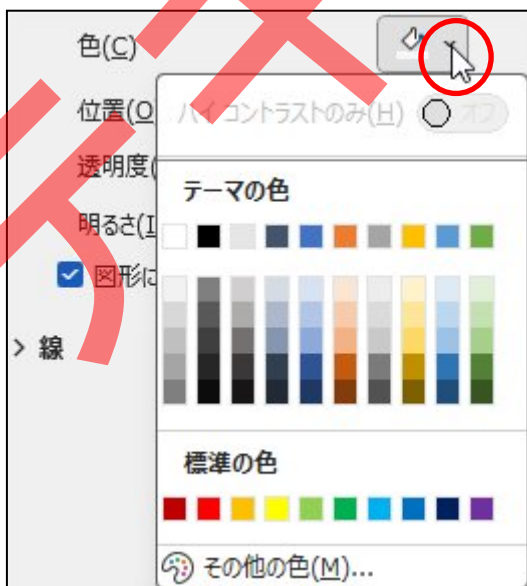 色(C)
位置(O
ハイ コントラストのみ(H) オフ
透明度(
テーマの色
明るさ(I
図形に
線
標準の色
その他の色(M)...